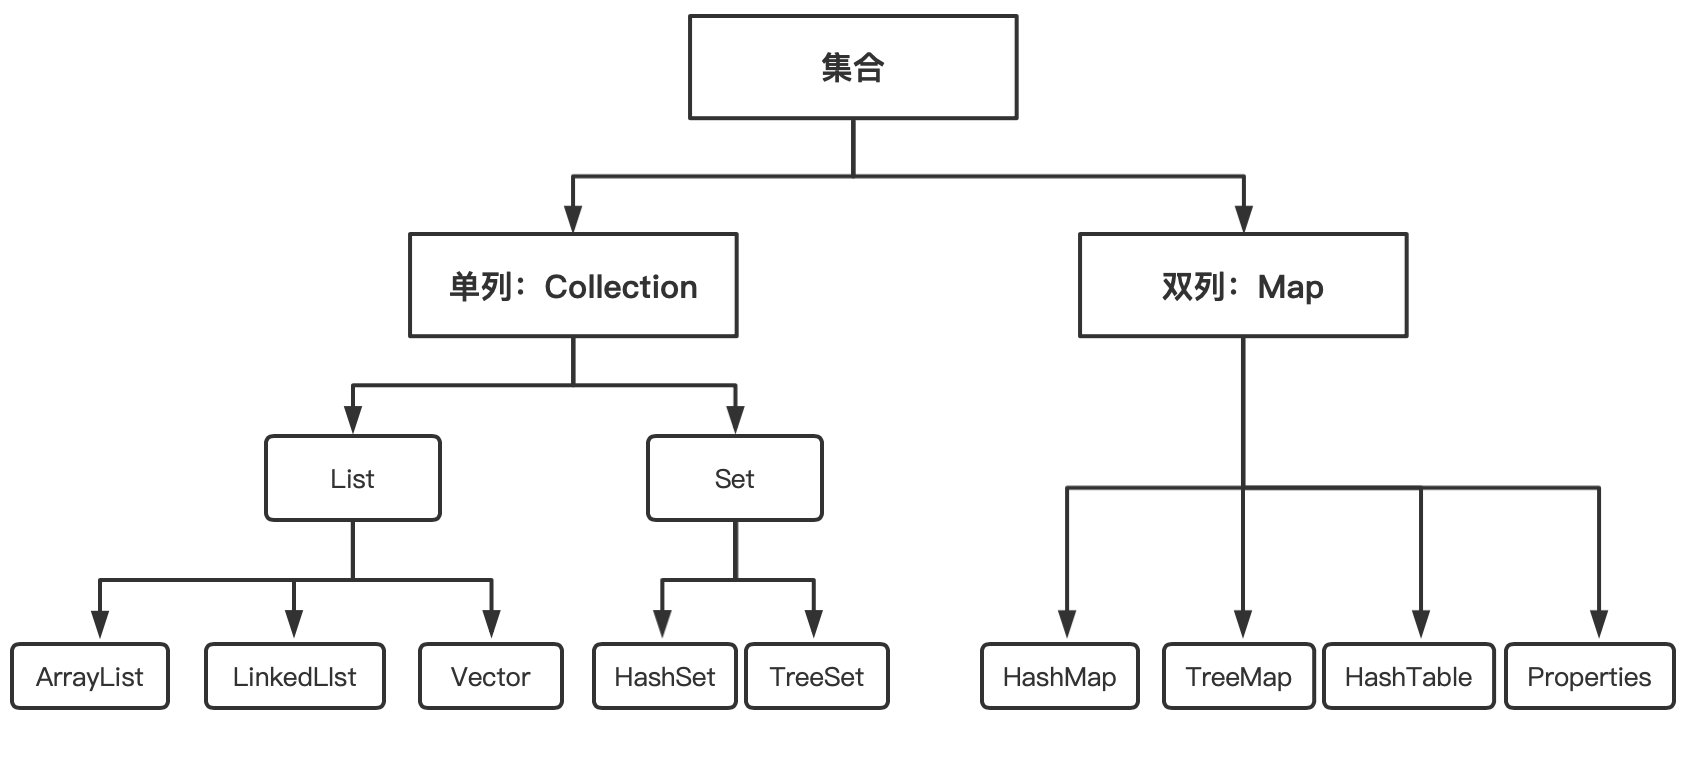 集合
单列：Collection
双列：Map
List
Set
ArrayList
LinkedLIst
Vector
HashSet
TreeSet
HashMap
TreeMap
HashTable
Properties